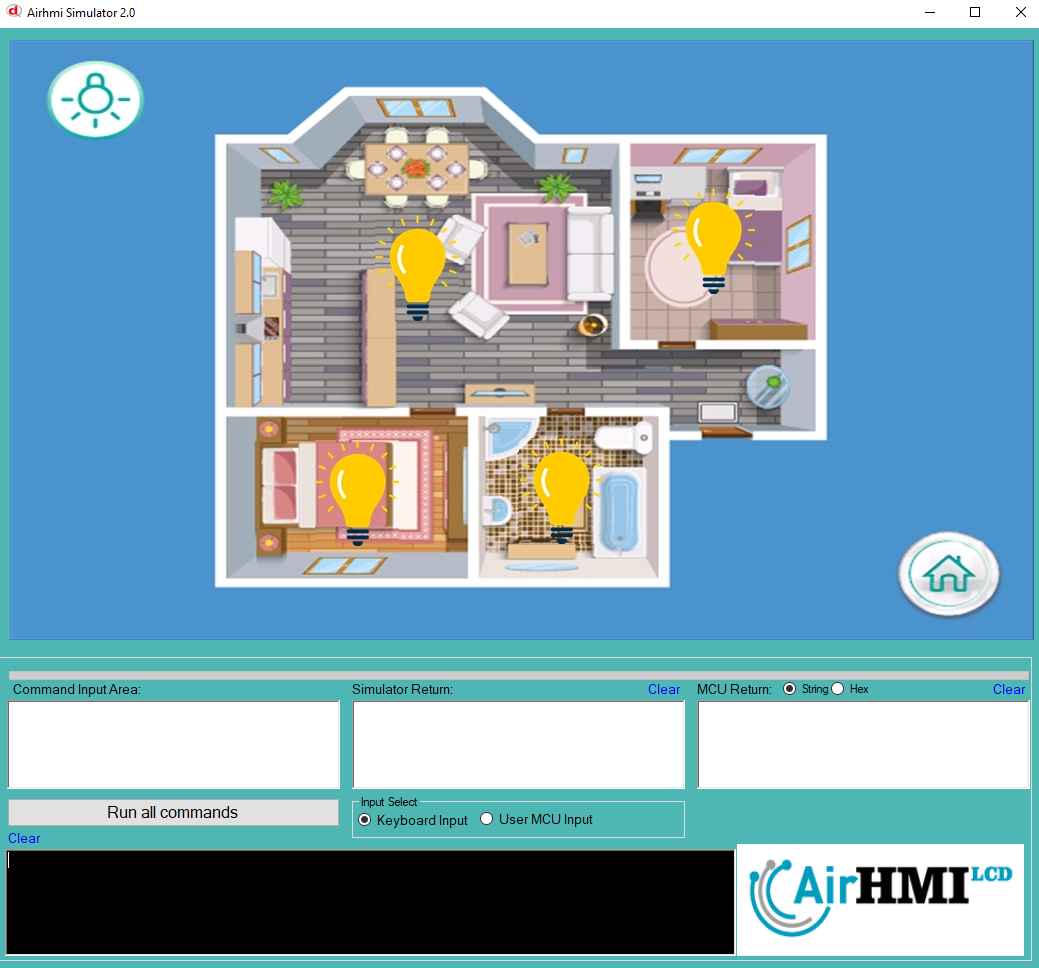 Airhmi Simulator 2.0
Command Input Area:
Simulator Return:
Clear
MCU Return:
String
Hex
Clear
Run all commands
Input Select
Keyboard Input
User MCU Input
Clear
AirHMI LCD